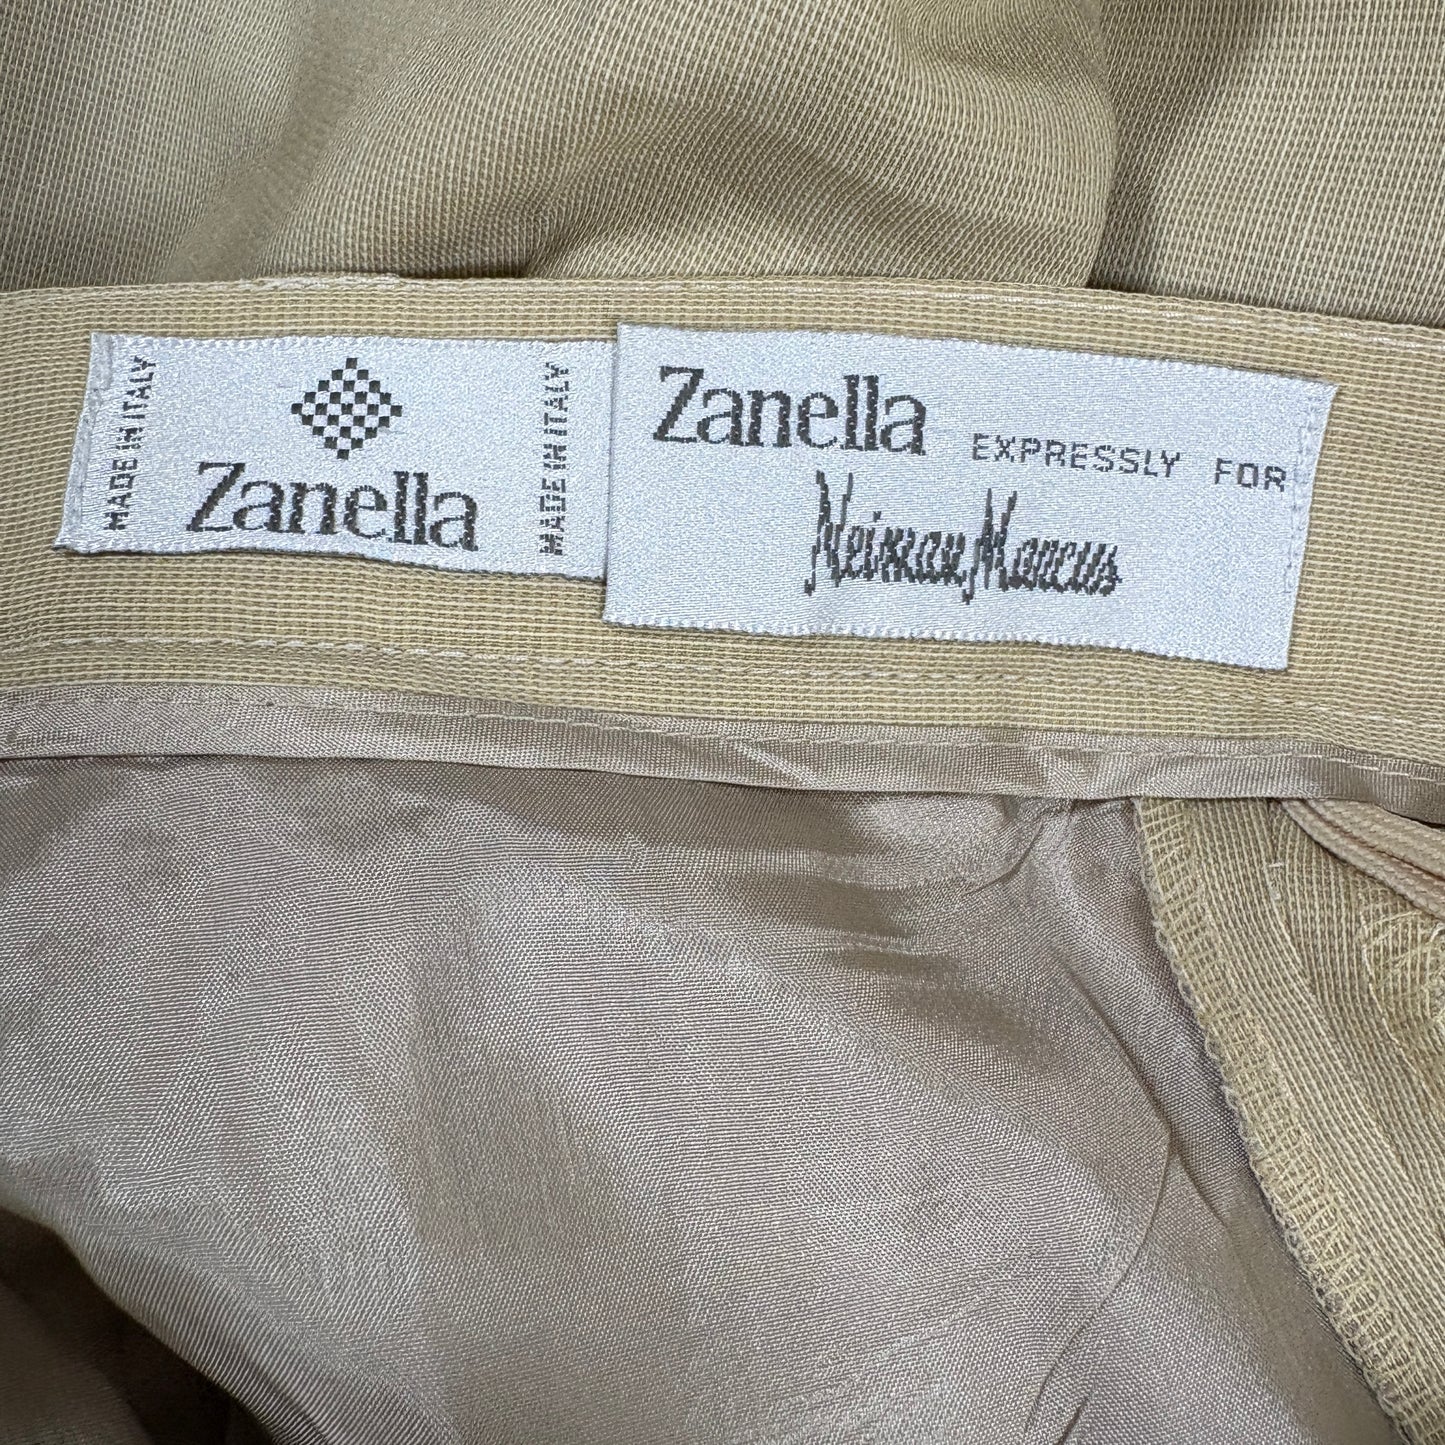 MADE IN ITALY
Zanella
MADE IN ITALY
Zanella EXPRESSLY FOR
Neiman Marcus